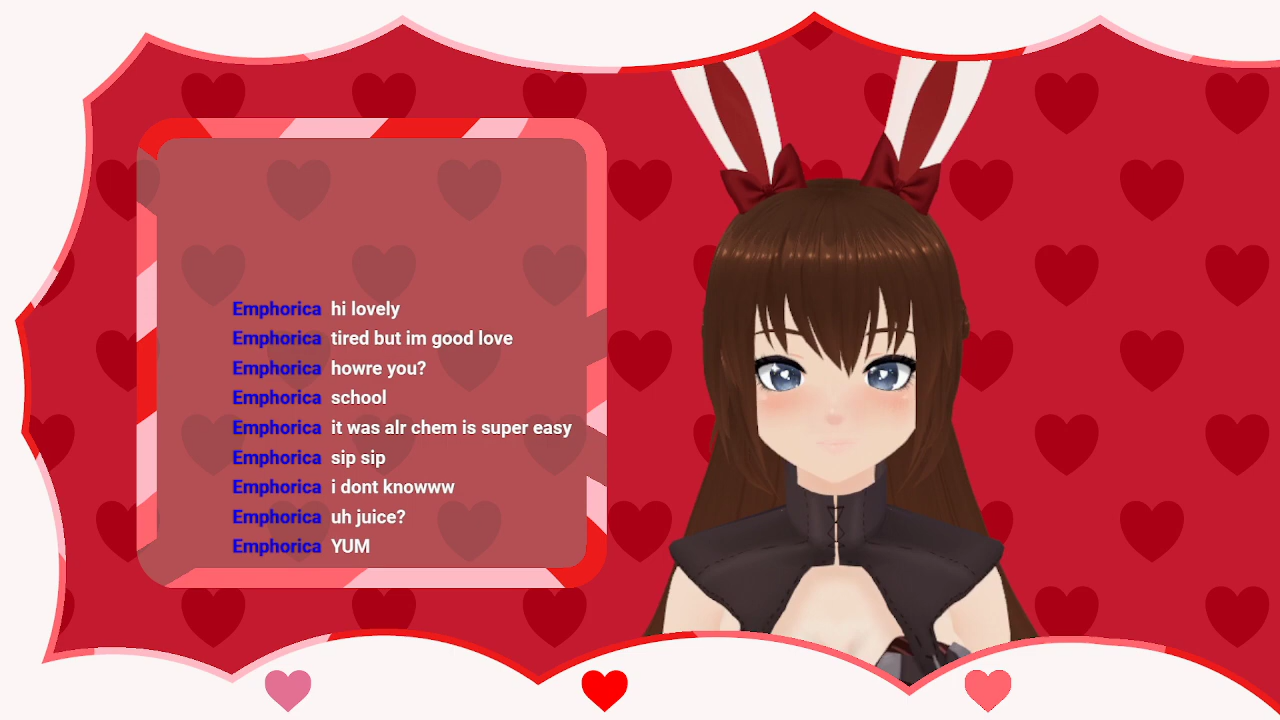 Emphorica hi lovely
Emphorica tired but im good love
Emphorica howre you?
Emphorica school
Emphorica it was alr chem is super easy
Emphorica sip sip
Emphorica i dont knowww
Emphorica uh juice?
Emphorica YUM